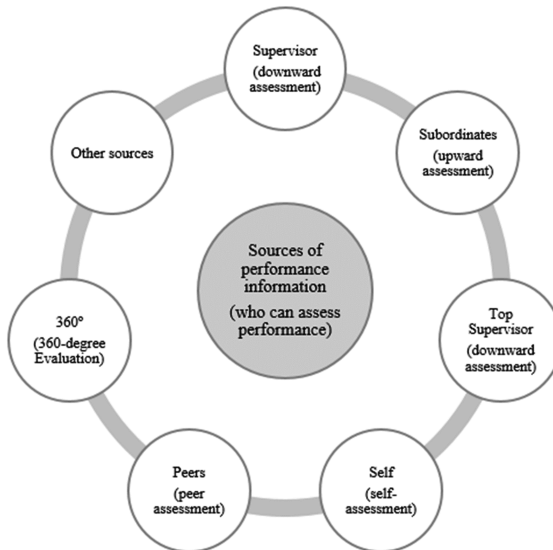 Supervisor
(downward
assessment)
Subordinates
(upward
assessment)
Top
Supervisor
(downward
assessment)
Self
(self-
assessment)
Peers
(peer
assessment)
360°
(360-degree
Evaluation)
Other sources
Sources of
performance
information
(who can assess
performance)